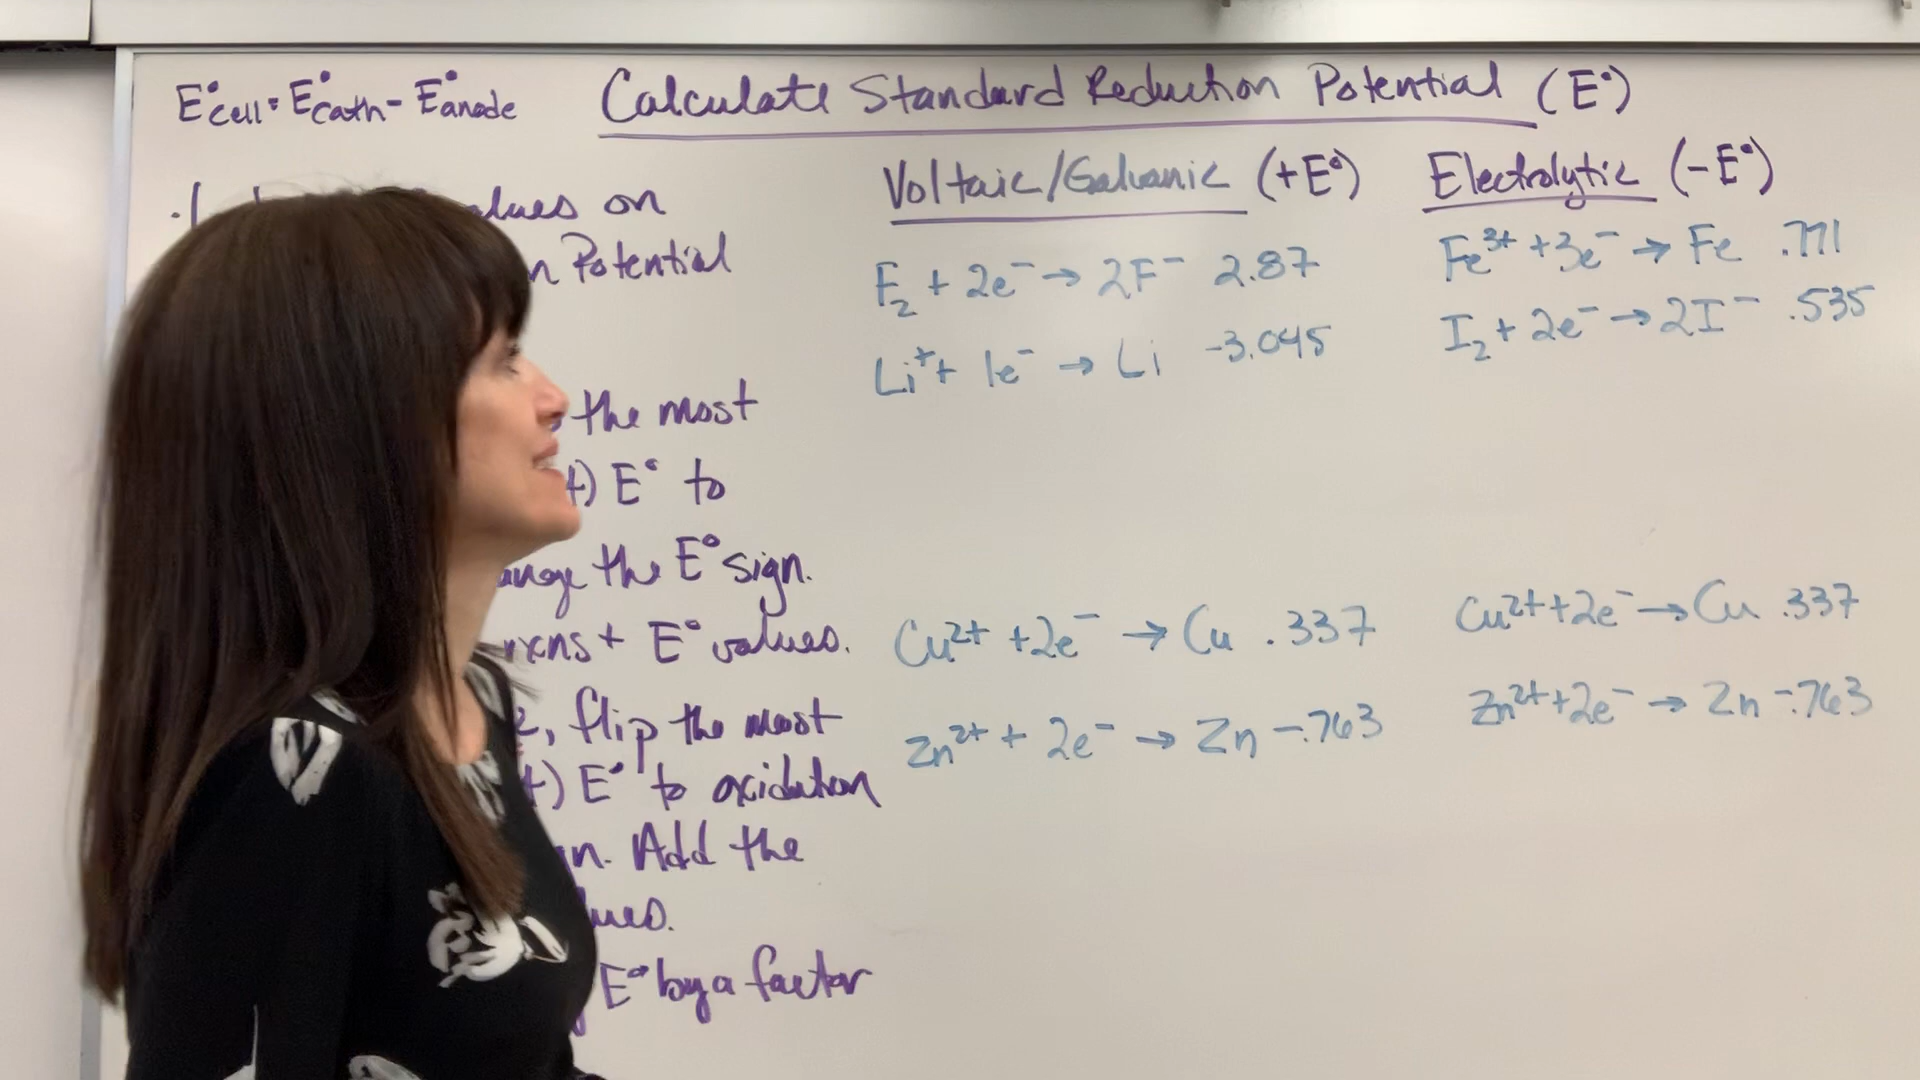 E°cell = E°cath - E°anode
Calculate Standard Reduction Potential (E°)
on
Potential
the most
E° to
the E° sign.
rxns + E° values.
flip the most
E° to oxidation
Add the
E° by a factor
Voltaic/Galvanic (+E°)
F₂ + 2e⁻ → 2F⁻ 2.87
Li⁺ + 1e⁻ → Li -3.045
Cu²⁺ + 2e⁻ → Cu .337
Zn²⁺ + 2e⁻ → Zn -.763
Electrolytic (-E°)
Fe³⁺ + 3e⁻ → Fe .771
I₂ + 2e⁻ → 2I⁻ .535
Cu²⁺ + 2e⁻ → Cu .337
Zn²⁺ + 2e⁻ → Zn -.763